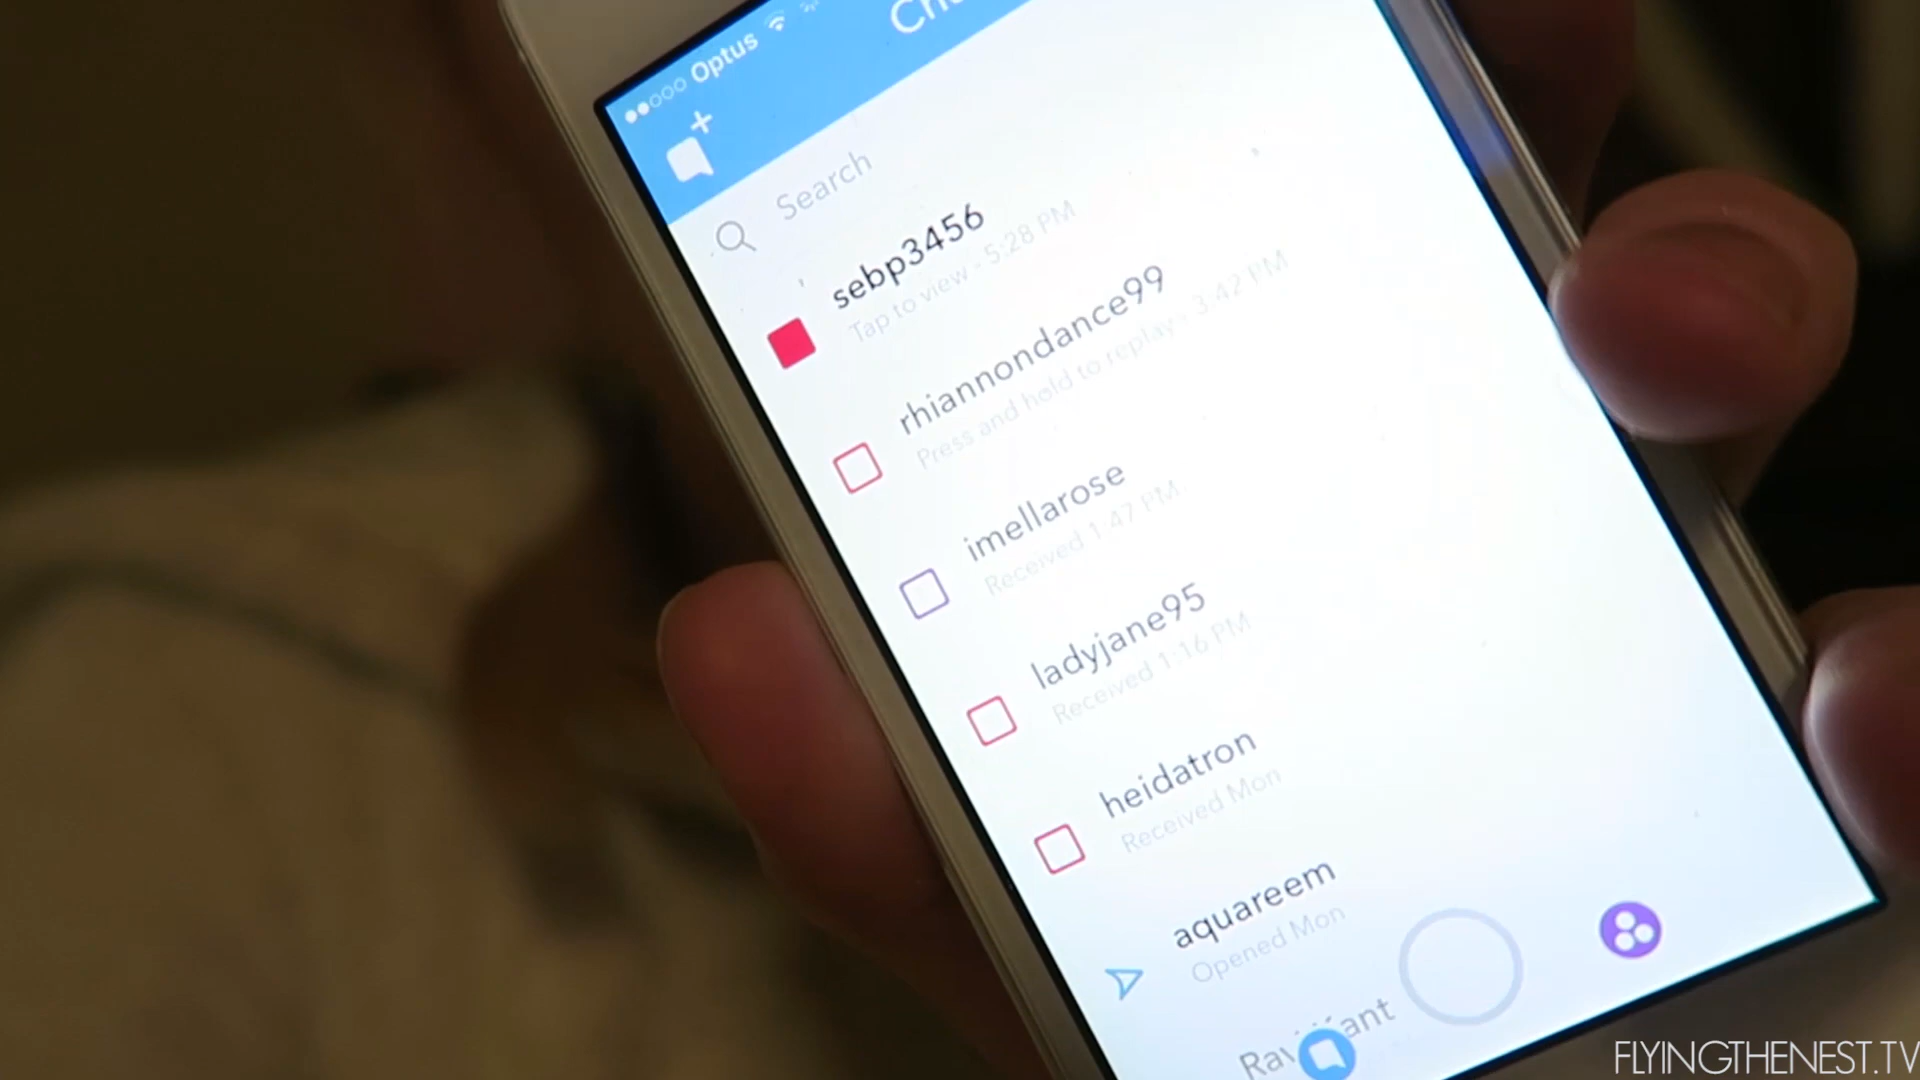 Optus
Search
sebp3456
Tap to view - 5:28 PM
rhiannondance99
Press and hold to replay - 3:42 PM
imellarose
Received 1:47 PM
ladyjane95
Received 1:16 PM
heidatron
Received Mon
aquareem
Opened Mon
FLYINGTHENEST.TV